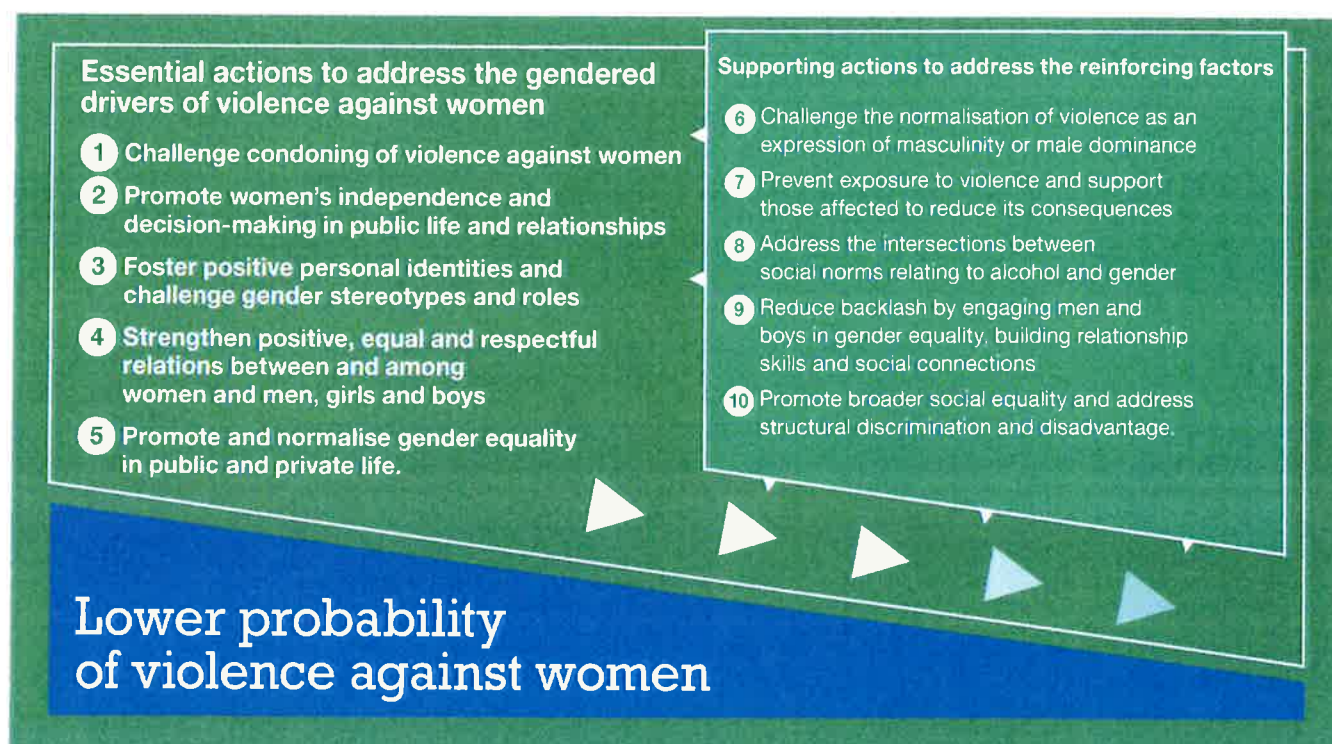 Essential actions to address the gendered
drivers of violence against women
1 Challenge condoning of violence against women
2 Promote women's independence and
decision-making in public life and relationships
3 Foster positive personal identities and
challenge gender stereotypes and roles
4 Strengthen positive, equal and respectful
relations between and among
women and men, girls and boys
5 Promote and normalise gender equality
in public and private life.
Supporting actions to address the reinforcing factors
6 Challenge the normalisation of violence as an
expression of masculinity or male dominance
7 Prevent exposure to violence and support
those affected to reduce its consequences
8 Address the intersections between
social norms relating to alcohol and gender
9 Reduce backlash by engaging men and
boys in gender equality, building relationship
skills and social connections
10 Promote broader social equality and address
structural discrimination and disadvantage.
Lower probability
of violence against women